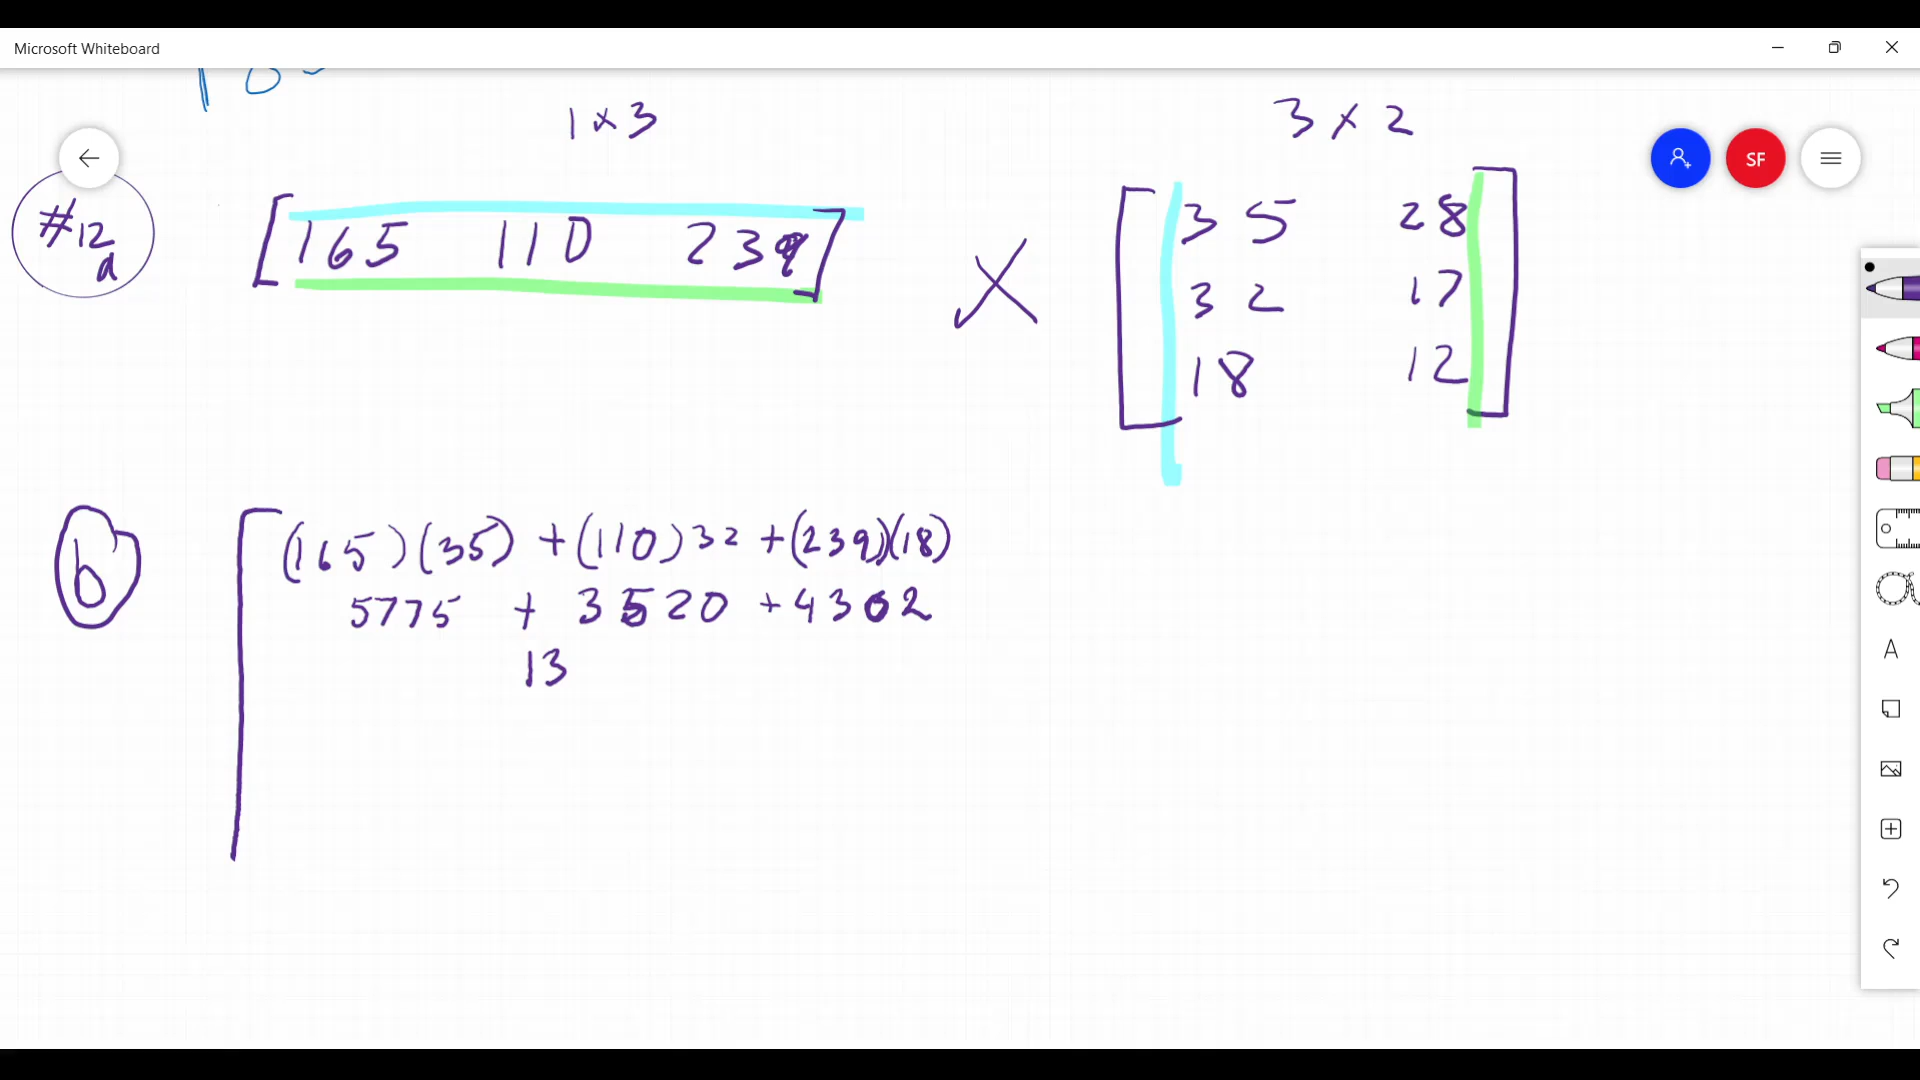 Microsoft Whiteboard
1 x 3
3 x 2
SF
#12
a
[165 110 239]
X
[35 28
32 17
18 12]
b
(165)(35) + (110)32 + (239)(18)
5775 + 3520 + 4302
13
A